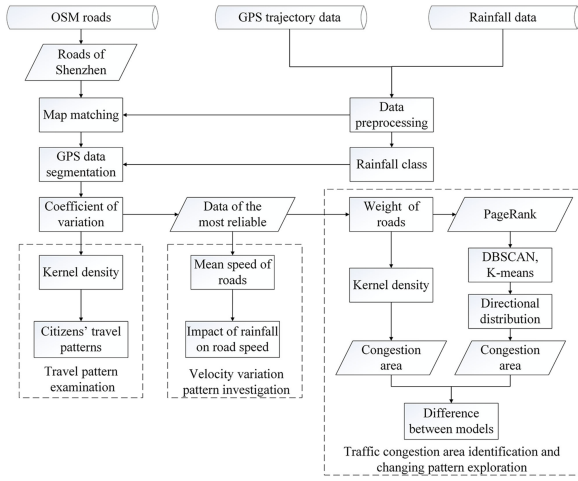 OSM roads
GPS trajectory data
Rainfall data
Roads of
Shenzhen
Map matching
Data
preprocessing
GPS data
segmentation
Rainfall class
Coefficient of
variation
Data of the
most reliable
Weight of
roads
PageRank
Kernel density
Mean speed of
roads
Kernel density
DBSCAN,
K-means
Citizens' travel
patterns
Impact of rainfall
on road speed
Directional
distribution
Travel pattern
examination
Velocity variation
pattern investigation
Congestion
area
Congestion
area
Difference
between models
Traffic congestion area identification and
changing pattern exploration